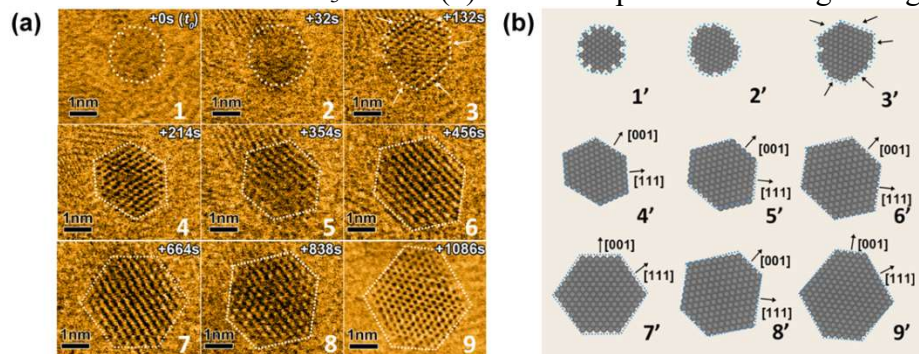 (a)
+0s (t₀)
1nm
1
+32s
1nm
2
+132s
1nm
3
+214s
1nm
4
+354s
1nm
5
+456s
1nm
6
+664s
1nm
7
+838s
1nm
8
+1086s
1nm
9
(b)
1'
2'
3'
[001]
[111]
4'
[001]
[111]
5'
[001]
[111]
6'
[001]
[111]
7'
[001]
[111]
8'
[001]
[111]
9'